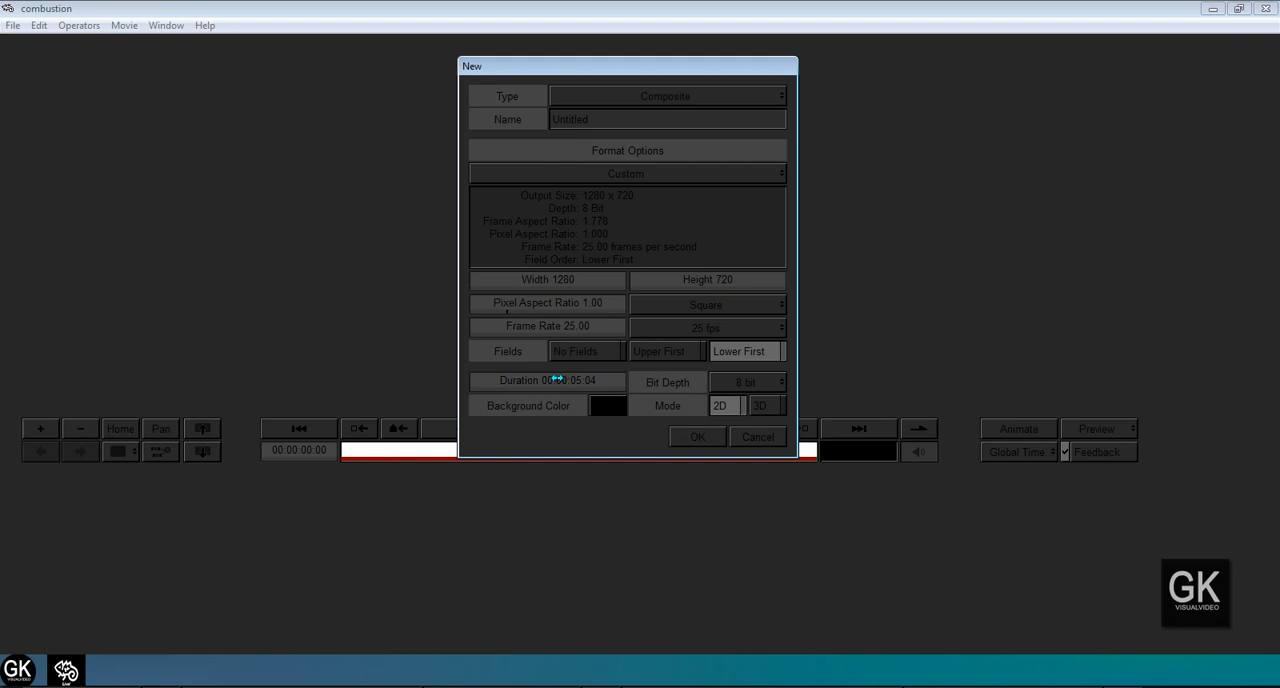 combustion
File Edit Operators Movie Window Help
New
Type Composite
Name Untitled
Format Options
Custom
Output Size: 1280 x 720
Depth: 8 Bit
Frame Aspect Ratio: 1.778
Pixel Aspect Ratio: 1.000
Frame Rate: 25.00 frames per second
Field Order: Lower First
Width 1280 Height 720
Pixel Aspect Ratio 1.00 Square
Frame Rate 25.00 25 fps
Fields No Fields Upper First Lower First
Duration Bit Depth 8 bit
Background Color Mode 2D 3D
OK Cancel
+ - Home Pan
Animate Preview
00:00:00:00
Global Time Feedback
GK
VISUALVIDEO
GK
VISUALVIDEO